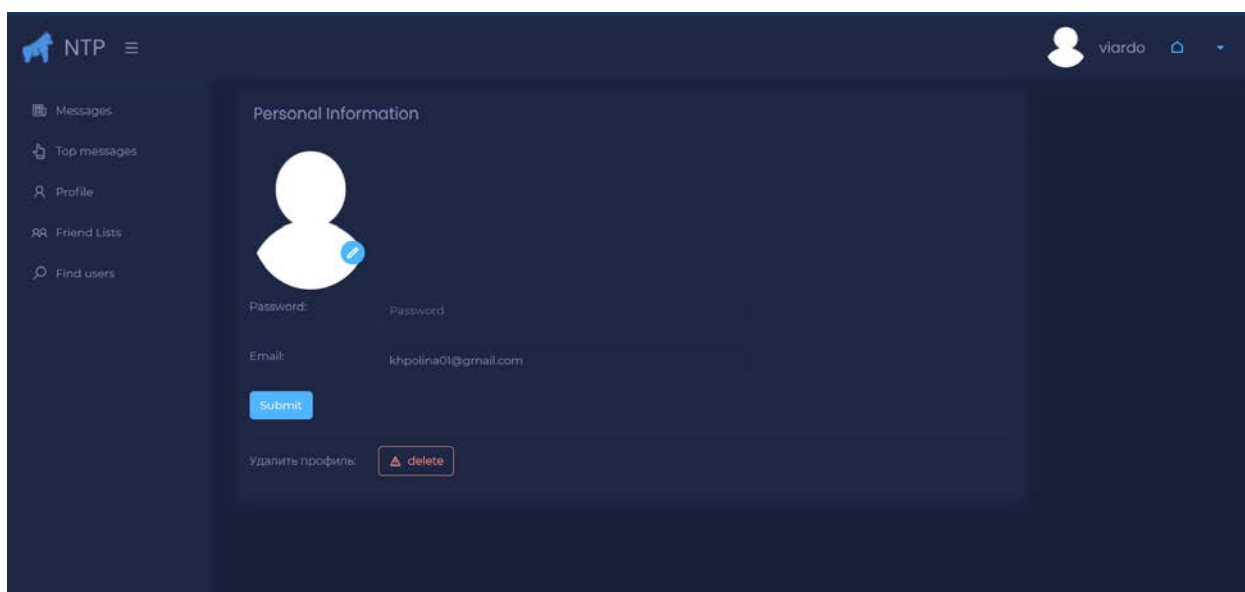 NTP
viardo
Messages
Top messages
Profile
Friend Lists
Find users
Personal Information
Password:
Password
Email:
khpolina01@gmail.com
Submit
Удалить профиль:
delete